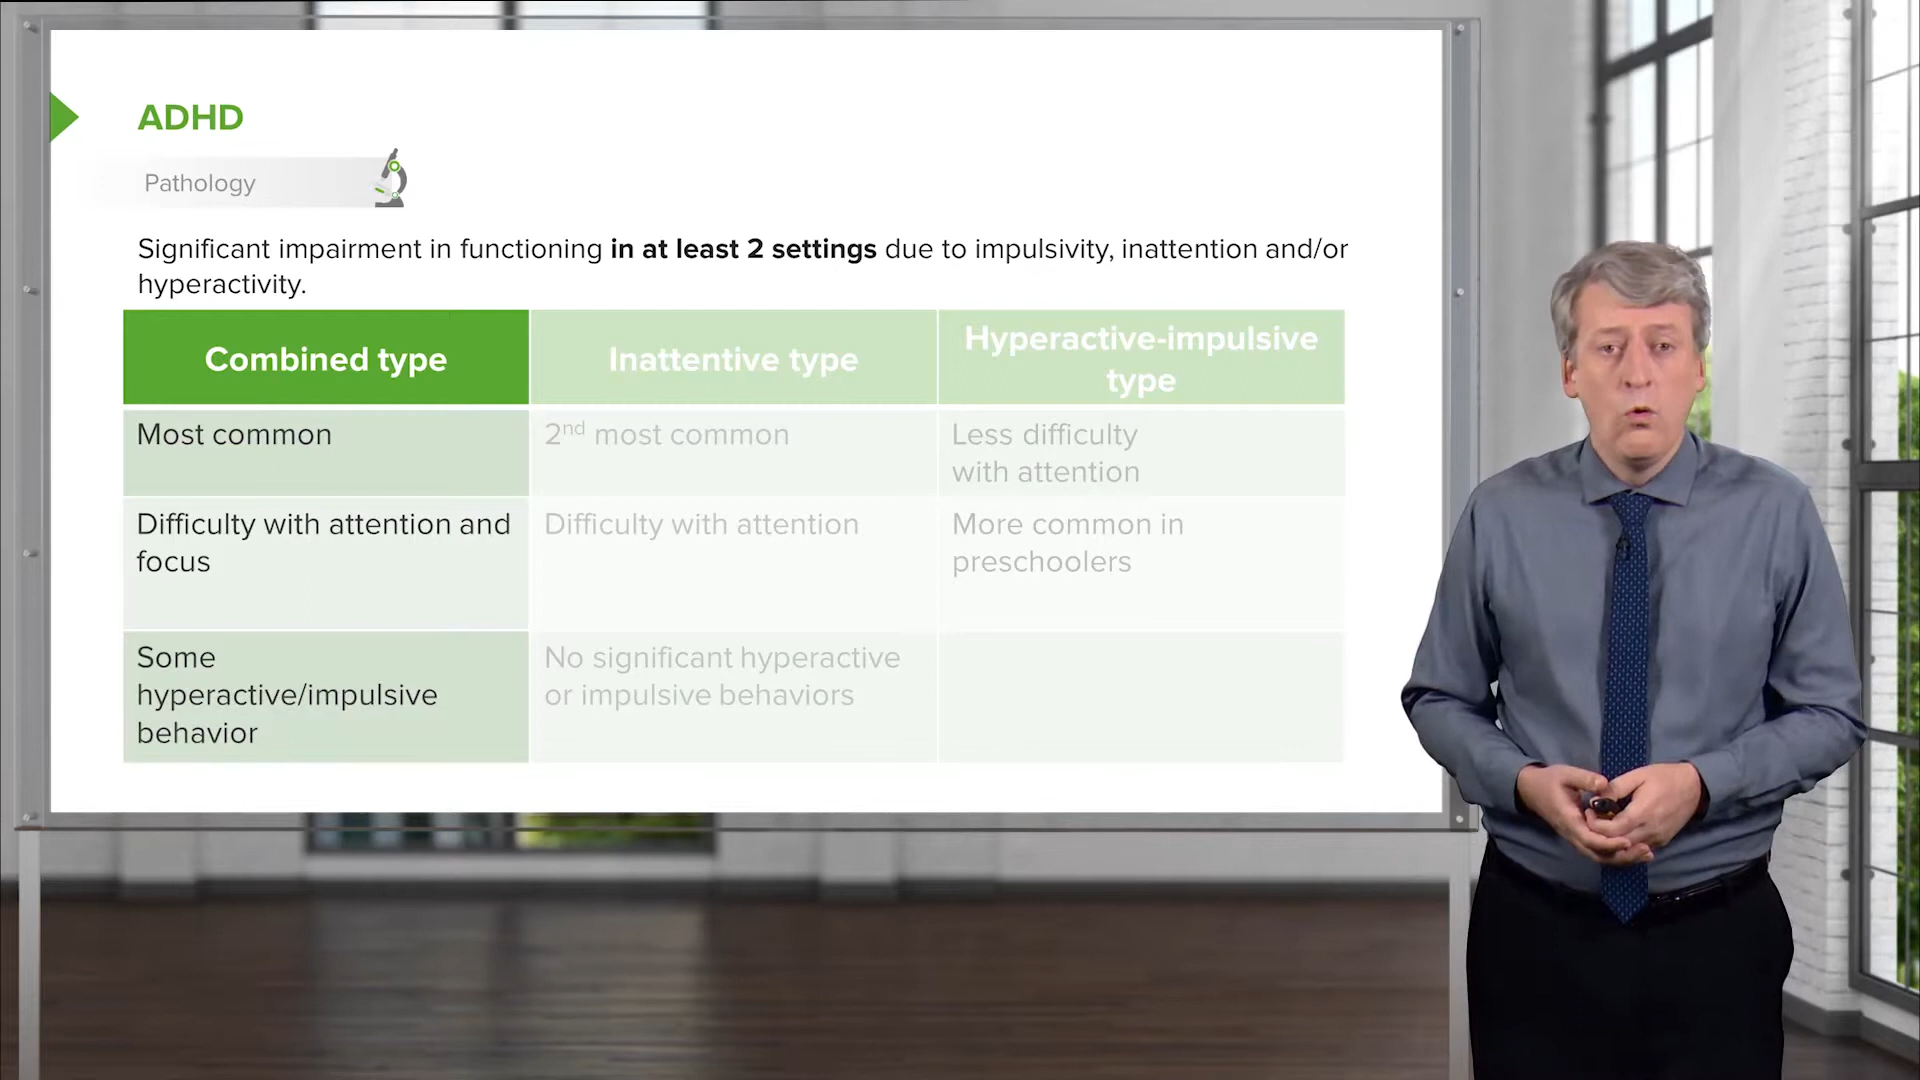 ADHD
Pathology
Significant impairment in functioning in at least 2 settings due to impulsivity, inattention and/or
hyperactivity.
Combined type
Inattentive type
Hyperactive-impulsive
type
Most common
2nd most common
Less difficulty
with attention
Difficulty with attention and
focus
Difficulty with attention
More common in
preschoolers
Some
hyperactive/impulsive
behavior
No significant hyperactive
or impulsive behaviors